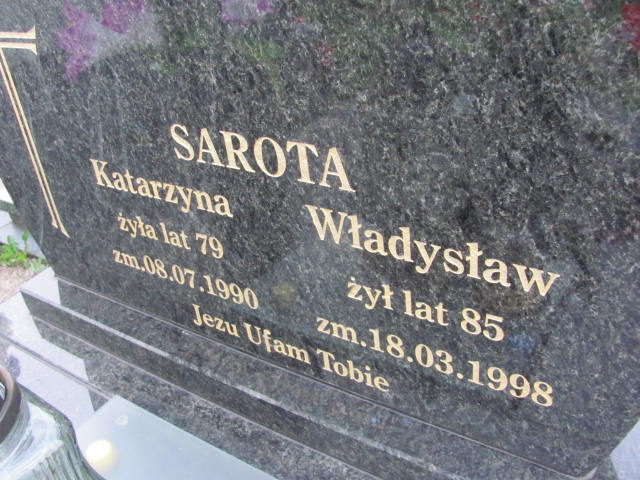 SAROTA
Katarzyna
żyła lat 79
zm.08.07.1990
Władysław
żył lat 85
zm.18.03.1998
Jezu Ufam Tobie